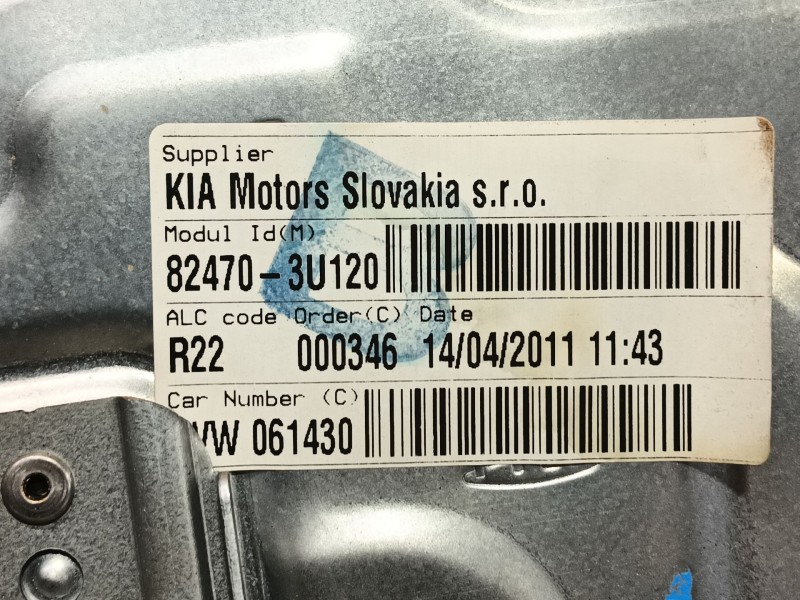 Supplier
KIA Motors Slovakia s.r.o.
Modul Id(M)
82470-3U120
ALC code Order(C) Date
R22 000346 14/04/2011 11:43
Car Number (C)
061430